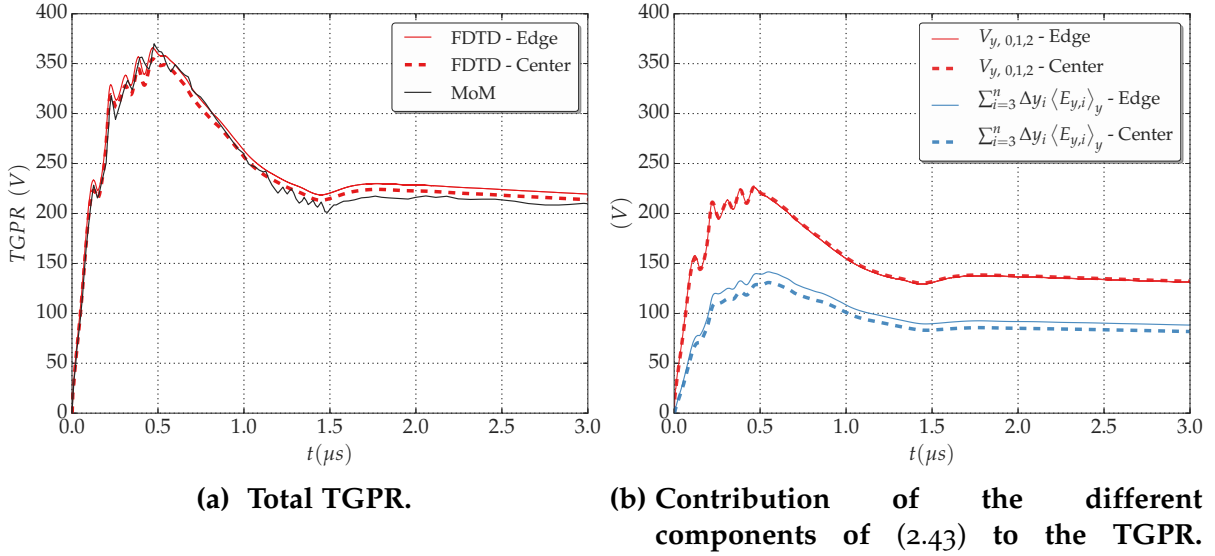 400
350
300
250
200
150
100
50
0
TGPR (V)
0.0 0.5 1.0 1.5 2.0 2.5 3.0
t(μs)
FDTD - Edge
FDTD - Center
MoM
(a) Total TGPR.
400
350
300
250
200
150
100
50
0
(V)
0.0 0.5 1.0 1.5 2.0 2.5 3.0
t(μs)
V_{y, 0,1,2} - Edge
V_{y, 0,1,2} - Center
∑_{i=3}^{n} Δy_i ⟨E_{y,i}⟩_y - Edge
∑_{i=3}^{n} Δy_i ⟨E_{y,i}⟩_y - Center
(b) Contribution of the different
components of (2.43) to the TGPR.